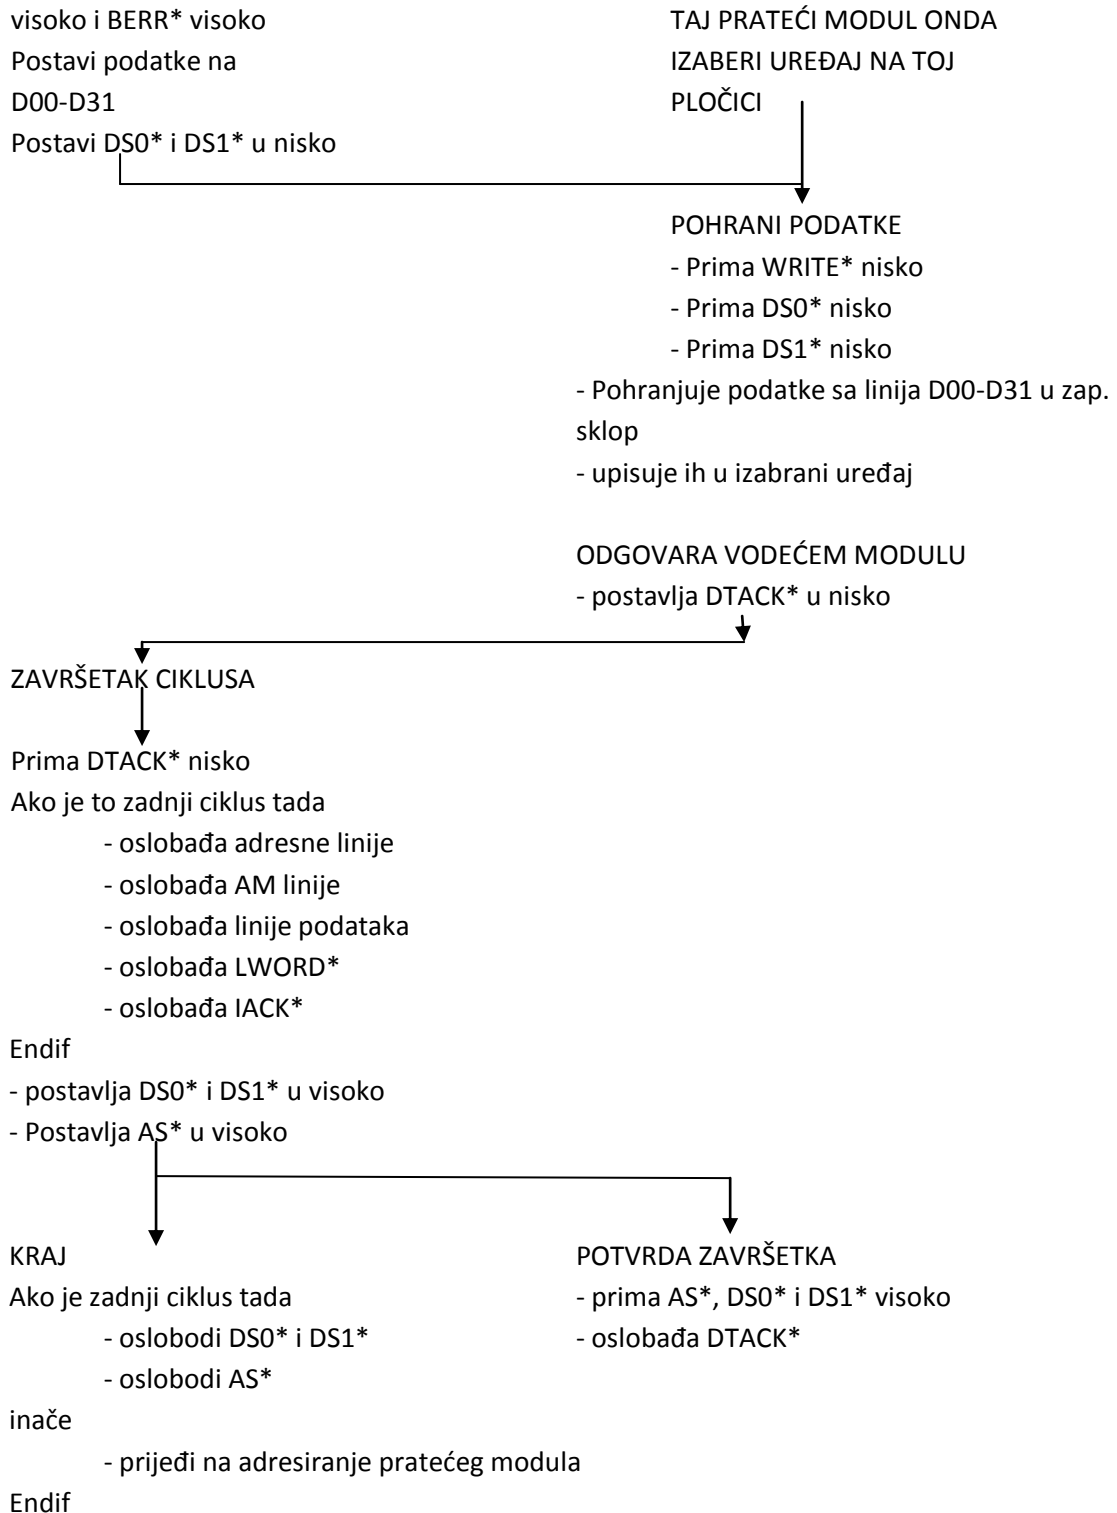 visoko i BERR* visoko
Postavi podatke na
D00-D31
Postavi DS0* i DS1* u nisko
TAJ PRATEĆI MODUL ONDA
IZABERI UREĐAJ NA TOJ
PLOČICI
POHRANI PODATKE
- Prima WRITE* nisko
- Prima DS0* nisko
- Prima DS1* nisko
- Pohranjuje podatke sa linija D00-D31 u zap.
sklop
- upisuje ih u izabrani uređaj
ODGOVARA VODEĆEM MODULU
- postavlja DTACK* u nisko
ZAVRŠETAK CIKLUSA
Prima DTACK* nisko
Ako je to zadnji ciklus tada
- oslobađa adresne linije
- oslobađa AM linije
- oslobađa linije podataka
- oslobađa LWORD*
- oslobađa IACK*
Endif
- postavlja DS0* i DS1* u visoko
- Postavlja AS* u visoko
KRAJ
Ako je zadnji ciklus tada
- oslobodi DS0* i DS1*
- oslobodi AS*
inače
- prijeđi na adresiranje pratećeg modula
Endif
POTVRDA ZAVRŠETKA
- prima AS*, DS0* i DS1* visoko
- oslobađa DTACK*